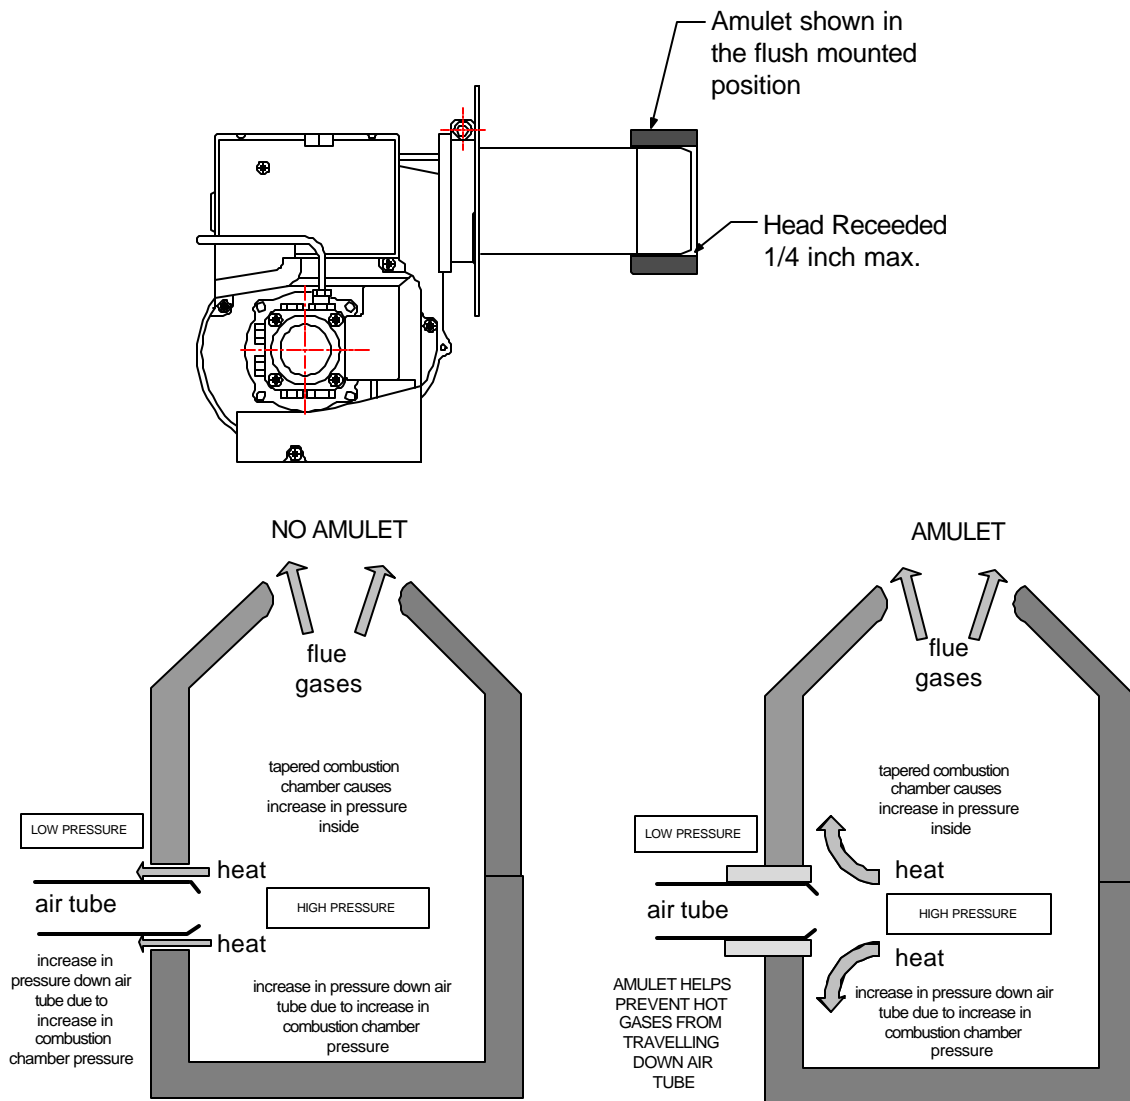 Amulet shown in
the flush mounted
position
Head Receeded
1/4 inch max.
NO AMULET
flue
gases
tapered combustion
chamber causes
increase in pressure
inside
LOW PRESSURE
heat
air tube
HIGH PRESSURE
heat
increase in
pressure down air
tube due to
increase in
combustion
chamber pressure
increase in pressure down air
tube due to increase in
combustion chamber
pressure
AMULET
flue
gases
tapered combustion
chamber causes
increase in pressure
inside
LOW PRESSURE
heat
air tube
HIGH PRESSURE
heat
AMULET HELPS
PREVENT HOT
GASES FROM
TRAVELLING
DOWN AIR
TUBE
increase in pressure down air
tube due to increase in
combustion chamber
pressure